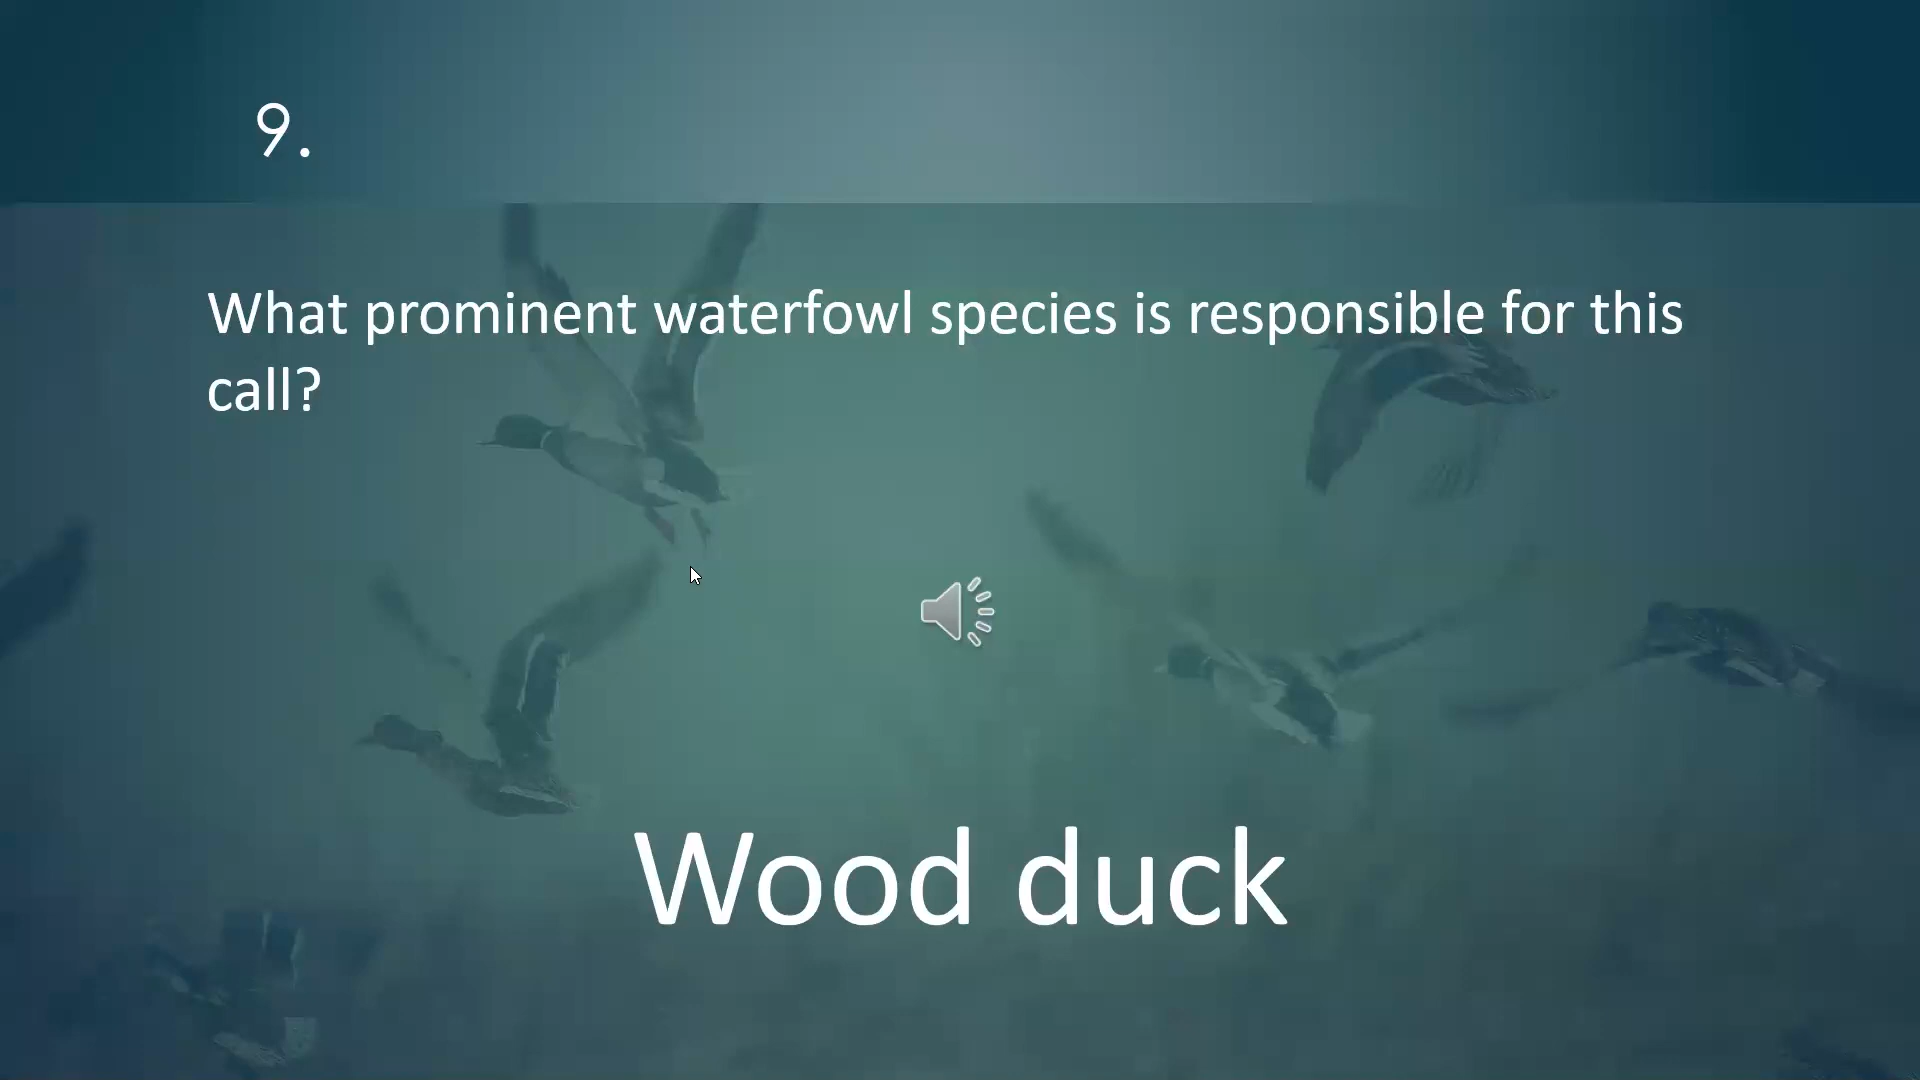 9.
What prominent waterfowl species is responsible for this
call?
Wood duck